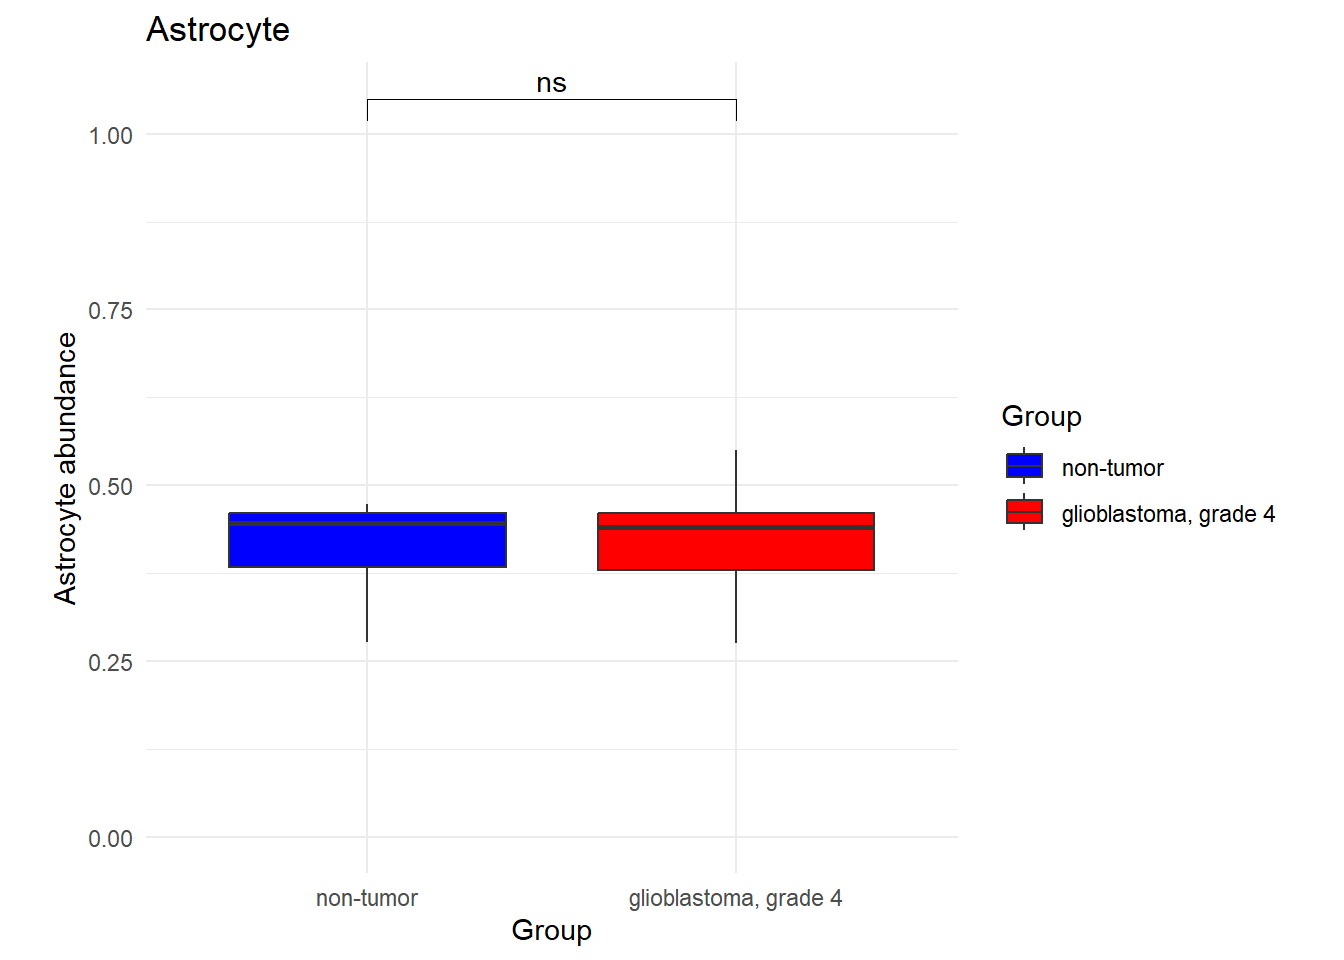 Astrocyte
ns
1.00
0.75
0.50
0.25
0.00
Astrocyte abundance
non-tumor
glioblastoma, grade 4
Group
Group
non-tumor
glioblastoma, grade 4